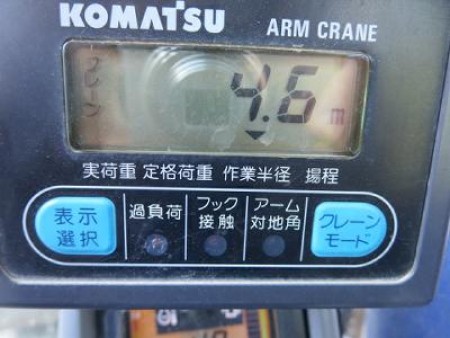 KOMATSU ARM CRANE
4.6 m
実荷重 定格荷重 作業半径 揚程
表示選択
過負荷
フック接触
アーム対地角
クレーンモード